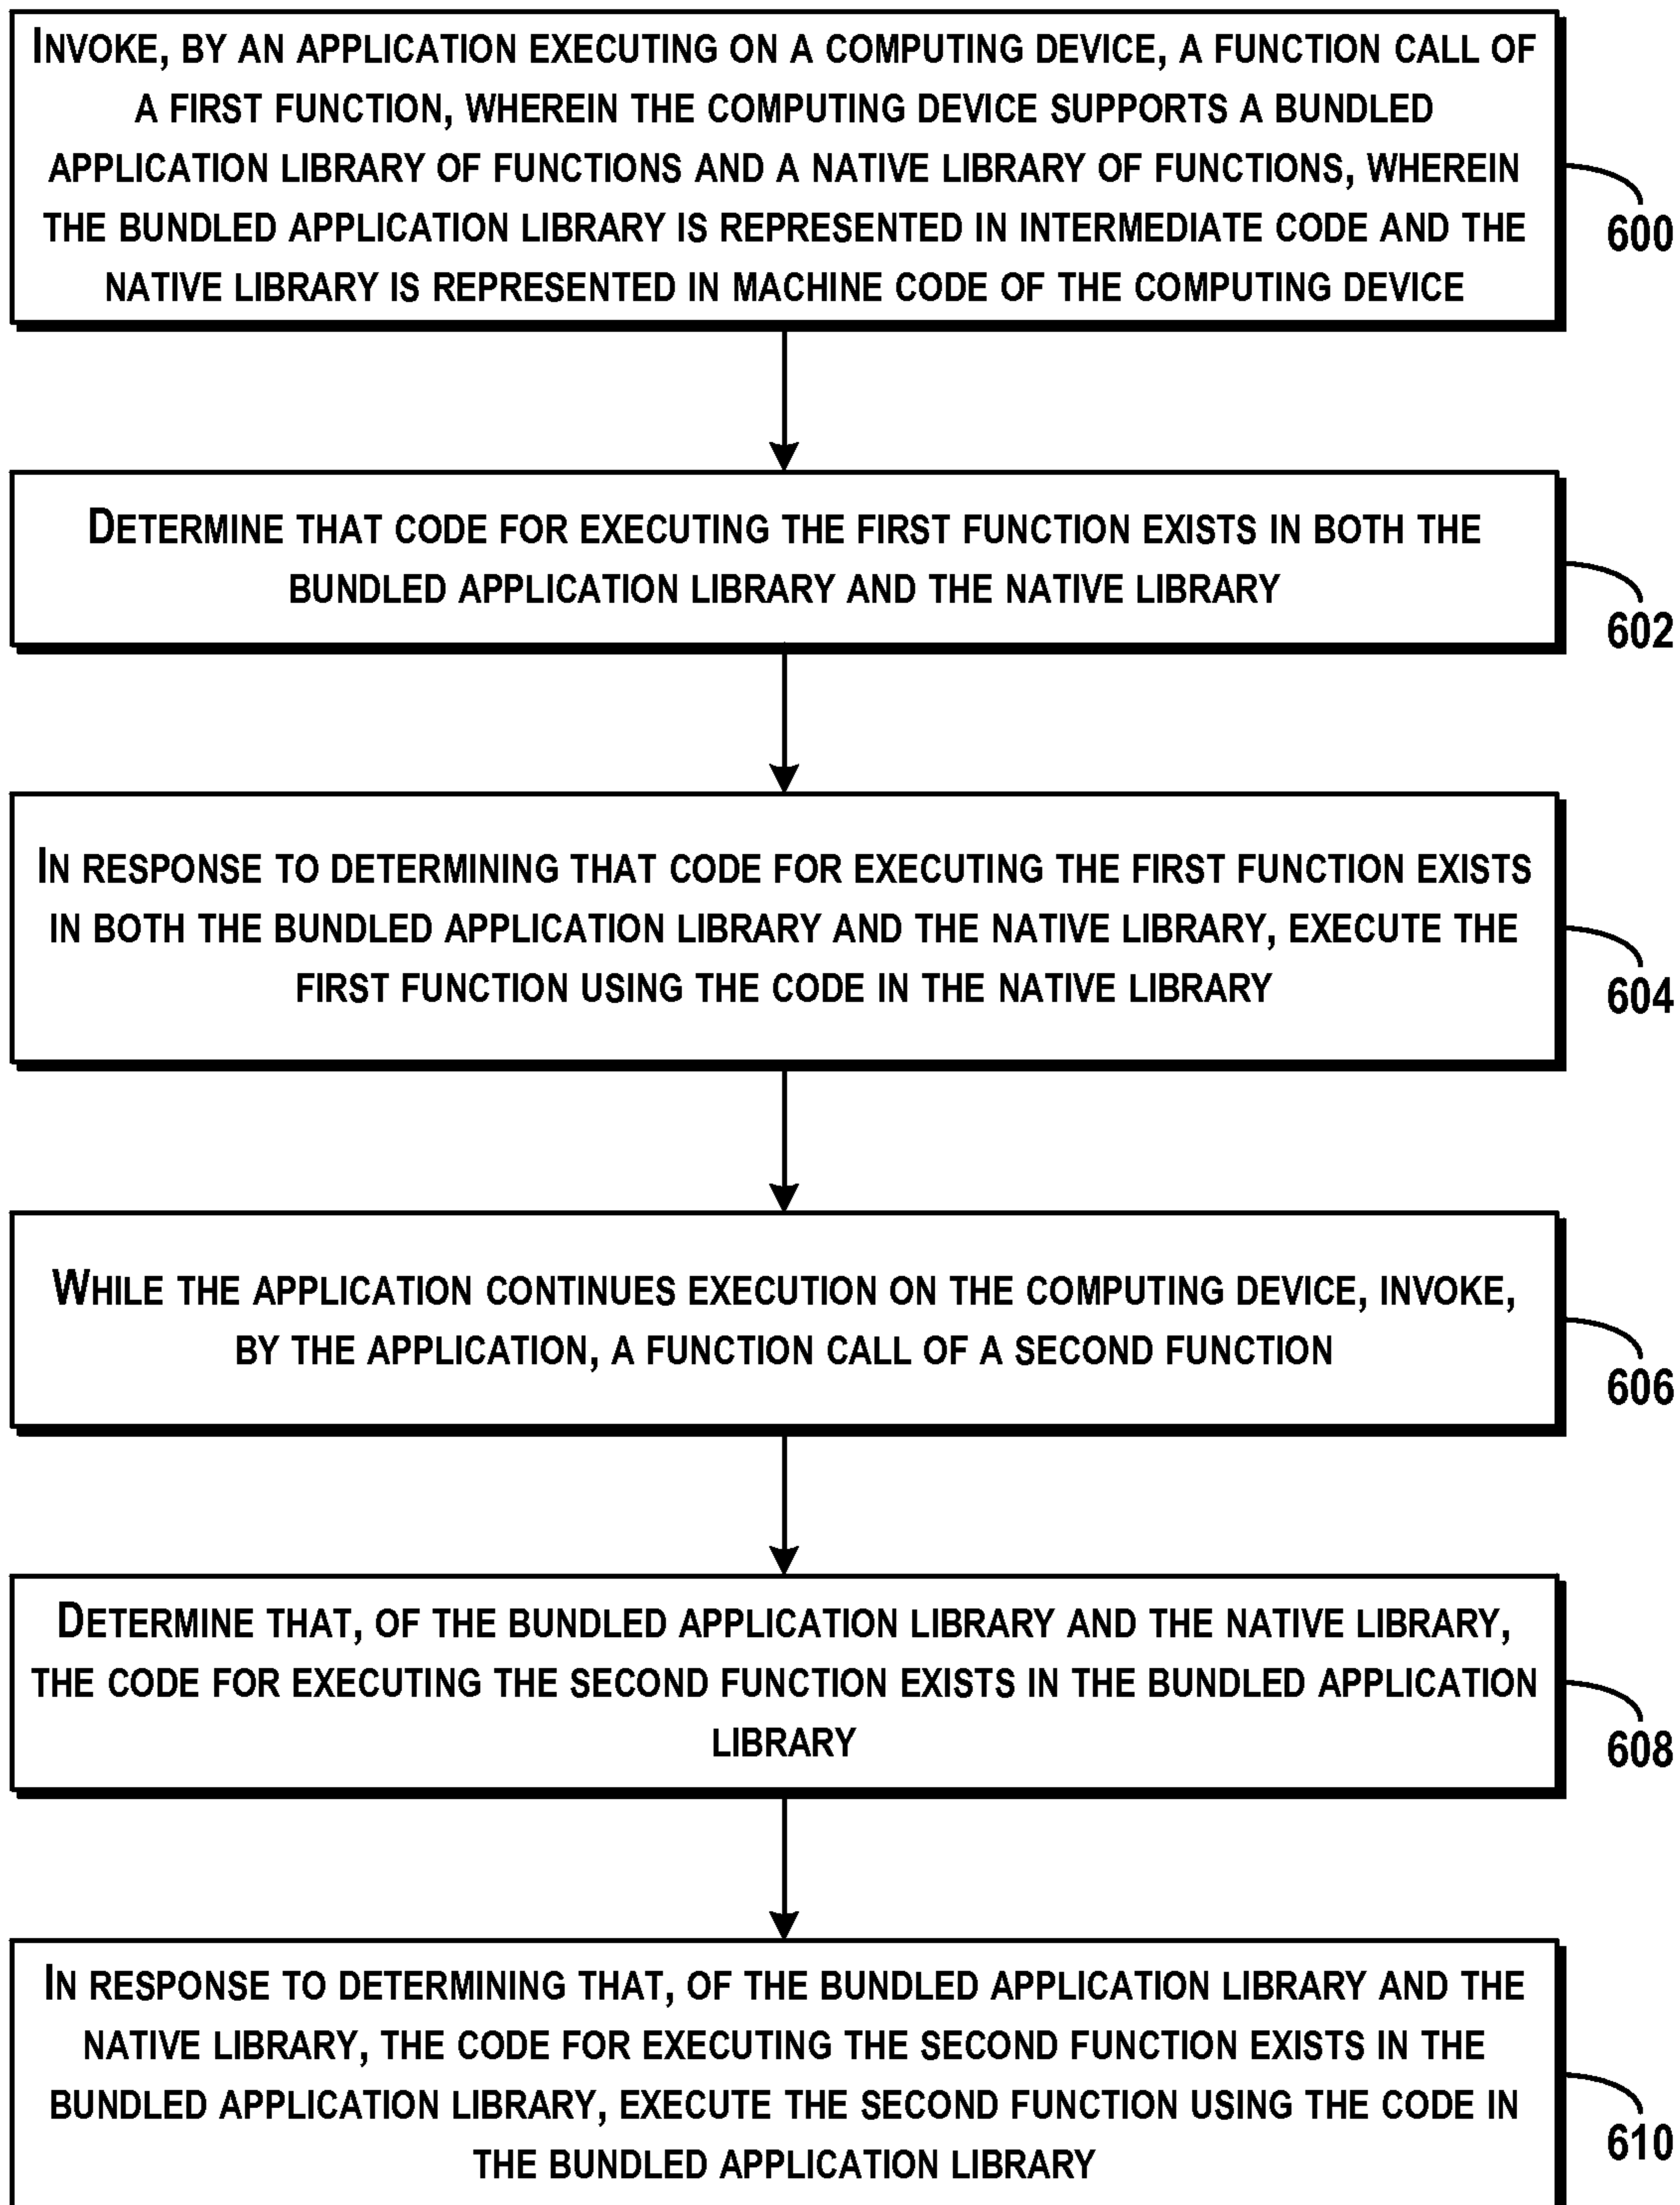 INVOKE, BY AN APPLICATION EXECUTING ON A COMPUTING DEVICE, A FUNCTION CALL OF
A FIRST FUNCTION, WHEREIN THE COMPUTING DEVICE SUPPORTS A BUNDLED
APPLICATION LIBRARY OF FUNCTIONS AND A NATIVE LIBRARY OF FUNCTIONS, WHEREIN
THE BUNDLED APPLICATION LIBRARY IS REPRESENTED IN INTERMEDIATE CODE AND THE
NATIVE LIBRARY IS REPRESENTED IN MACHINE CODE OF THE COMPUTING DEVICE
600
DETERMINE THAT CODE FOR EXECUTING THE FIRST FUNCTION EXISTS IN BOTH THE
BUNDLED APPLICATION LIBRARY AND THE NATIVE LIBRARY
602
IN RESPONSE TO DETERMINING THAT CODE FOR EXECUTING THE FIRST FUNCTION EXISTS
IN BOTH THE BUNDLED APPLICATION LIBRARY AND THE NATIVE LIBRARY, EXECUTE THE
FIRST FUNCTION USING THE CODE IN THE NATIVE LIBRARY
604
WHILE THE APPLICATION CONTINUES EXECUTION ON THE COMPUTING DEVICE, INVOKE,
BY THE APPLICATION, A FUNCTION CALL OF A SECOND FUNCTION
606
DETERMINE THAT, OF THE BUNDLED APPLICATION LIBRARY AND THE NATIVE LIBRARY,
THE CODE FOR EXECUTING THE SECOND FUNCTION EXISTS IN THE BUNDLED APPLICATION
LIBRARY
608
IN RESPONSE TO DETERMINING THAT, OF THE BUNDLED APPLICATION LIBRARY AND THE
NATIVE LIBRARY, THE CODE FOR EXECUTING THE SECOND FUNCTION EXISTS IN THE
BUNDLED APPLICATION LIBRARY, EXECUTE THE SECOND FUNCTION USING THE CODE IN
THE BUNDLED APPLICATION LIBRARY
610